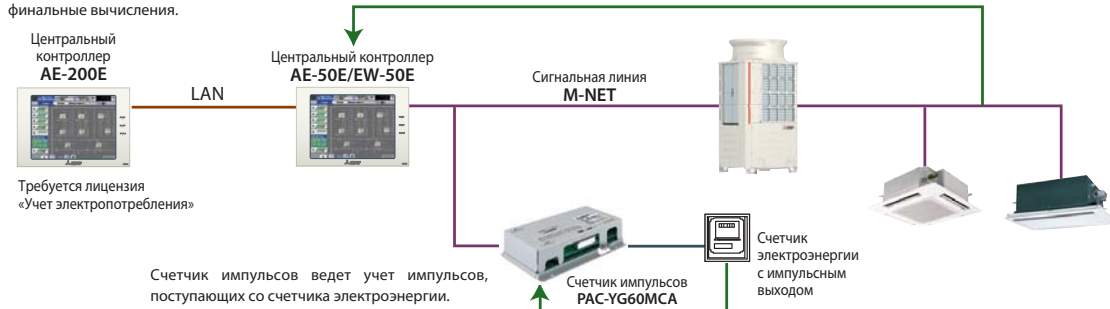 финальные вычисления.
Центральный
контроллер
AE-200E
LAN
Центральный контроллер
AE-50E/EW-50E
Сигнальная линия
M-NET
Требуется лицензия
«Учет электропотребления»
Счетчик импульсов ведет учет импульсов,
поступающих со счетчика электроэнергии.
Счетчик импульсов
PAC-YG60MCA
Счетчик
электроэнергии
с импульсным
выходом